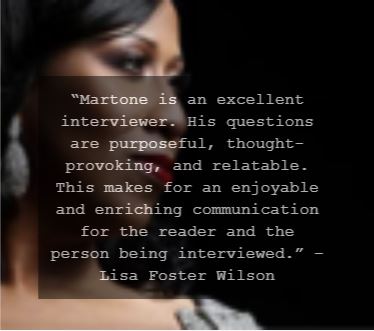 “Martone is an excellent
interviewer. His questions
are purposeful, thought-
provoking, and relatable.
This makes for an enjoyable
and enriching communication
for the reader and the
person being interviewed.” –
Lisa Foster Wilson